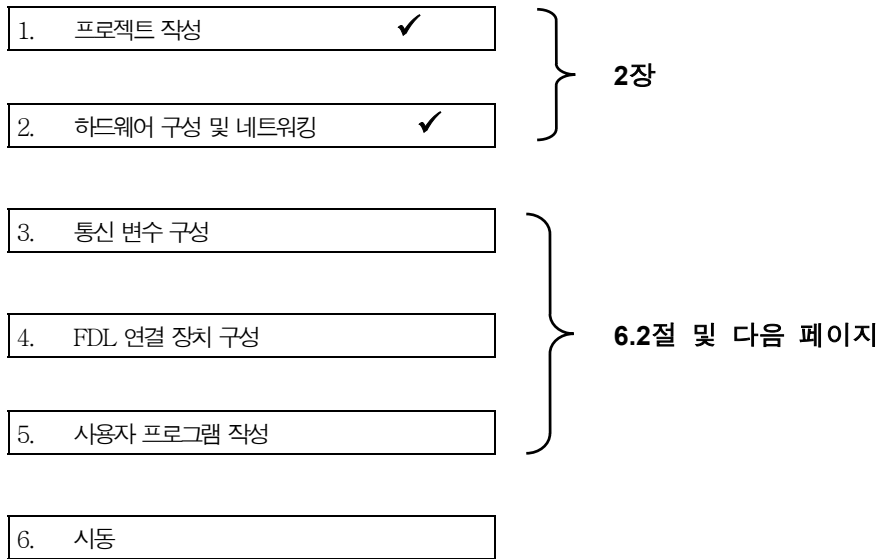 1. 프로젝트 작성 ✓
2장
2. 하드웨어 구성 및 네트워킹 ✓
3. 통신 변수 구성
4. FDL 연결 장치 구성
6.2절 및 다음 페이지
5. 사용자 프로그램 작성
6. 시동